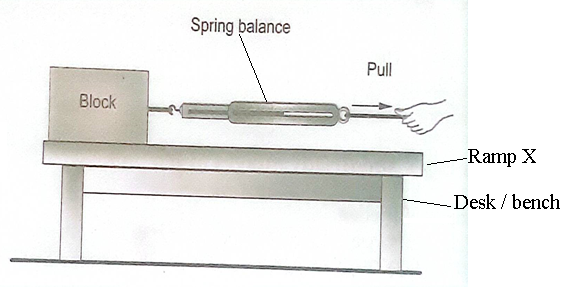 Spring balance
Pull
Block
Ramp X
Desk / bench